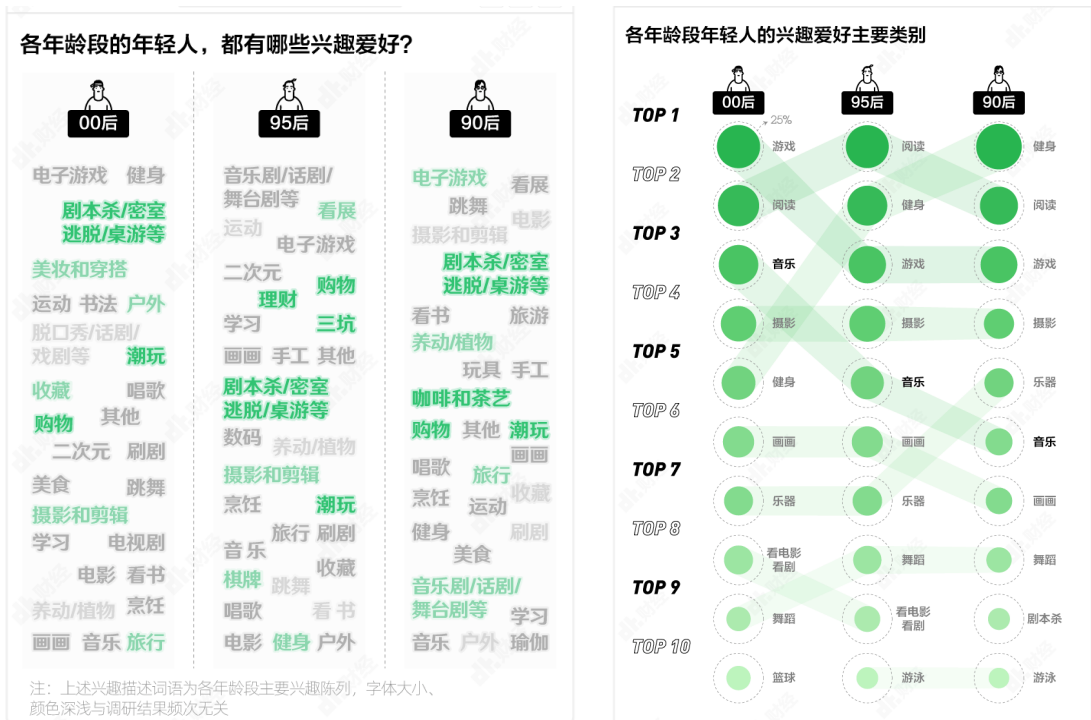 各年龄段的年轻人，都有哪些兴趣爱好？
00后
电子游戏 健身
剧本杀/密室
逃脱/桌游等
美妆和穿搭
运动 书法 户外
脱口秀/话剧/
戏剧等 潮玩
收藏 唱歌
购物 其他
二次元 刷剧
美食 跳舞
摄影和剪辑
学习 电视剧
电影 看书
养动/植物 烹饪
画画 音乐 旅行
95后
音乐剧/话剧/
舞台剧等 看展
运动
电子游戏
二次元
理财 购物
学习 三坑
画画 手工 其他
剧本杀/密室
逃脱/桌游等
数码 养动/植物
摄影和剪辑
烹饪 潮玩
旅行 刷剧
音乐 收藏
棋牌 跳舞
唱歌 看书
电影 健身 户外
90后
电子游戏 看展
跳舞 电影
摄影和剪辑
剧本杀/密室
逃脱/桌游等
看书 旅游
养动/植物
玩具 手工
咖啡和茶艺
购物 其他 潮玩
画画
唱歌 旅行
烹饪 运动 收藏
健身 刷剧
美食
音乐剧/话剧/
舞台剧等 学习
音乐 户外 瑜伽
注：上述兴趣描述词语为各年龄段主要兴趣陈列，字体大小、
颜色深浅与调研结果频次无关
各年龄段年轻人的兴趣爱好主要类别
00后 95后 90后
TOP 1
25%
游戏 阅读 健身
TOP 2
阅读 健身 阅读
TOP 3
音乐 游戏 游戏
TOP 4
摄影 摄影 摄影
TOP 5
健身 音乐 乐器
TOP 6
画画 画画 音乐
TOP 7
乐器 乐器 画画
TOP 8
看电影
看剧 舞蹈 舞蹈
TOP 9
舞蹈 看电影
看剧 剧本杀
TOP 10
篮球 游泳 游泳